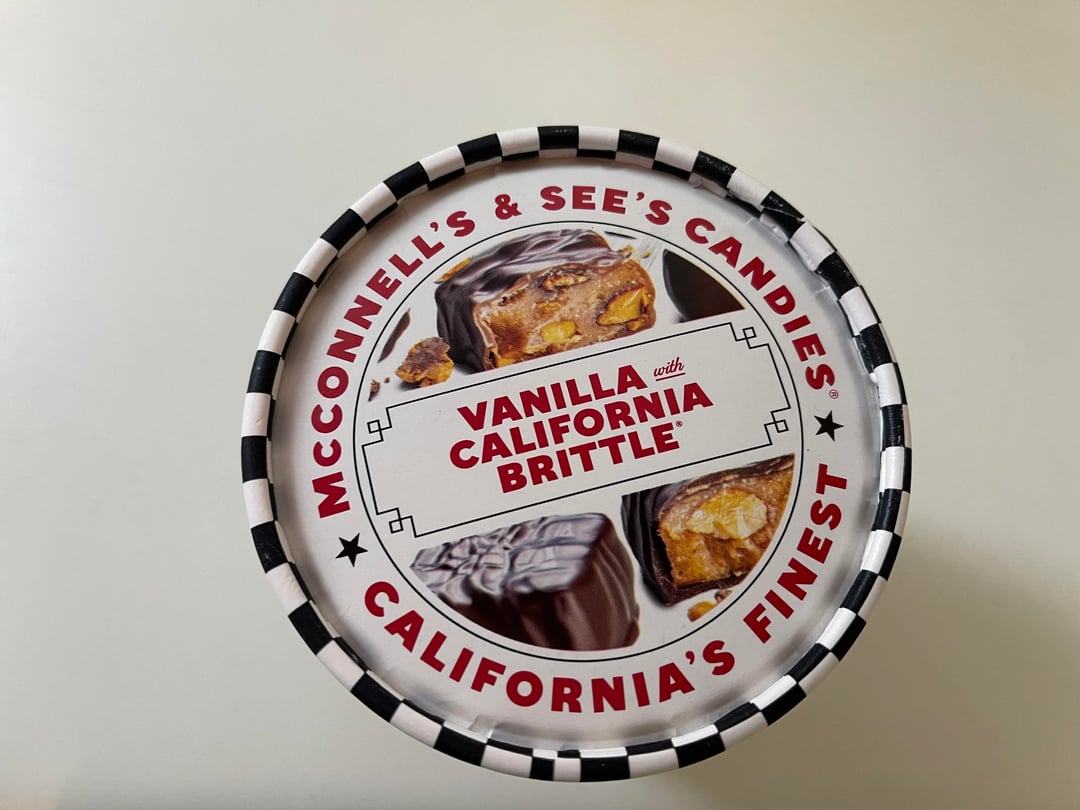 MCCONNELL'S & SEE'S CANDIES®
VANILLA with
CALIFORNIA
BRITTLE®
★ CALIFORNIA'S FINEST ★